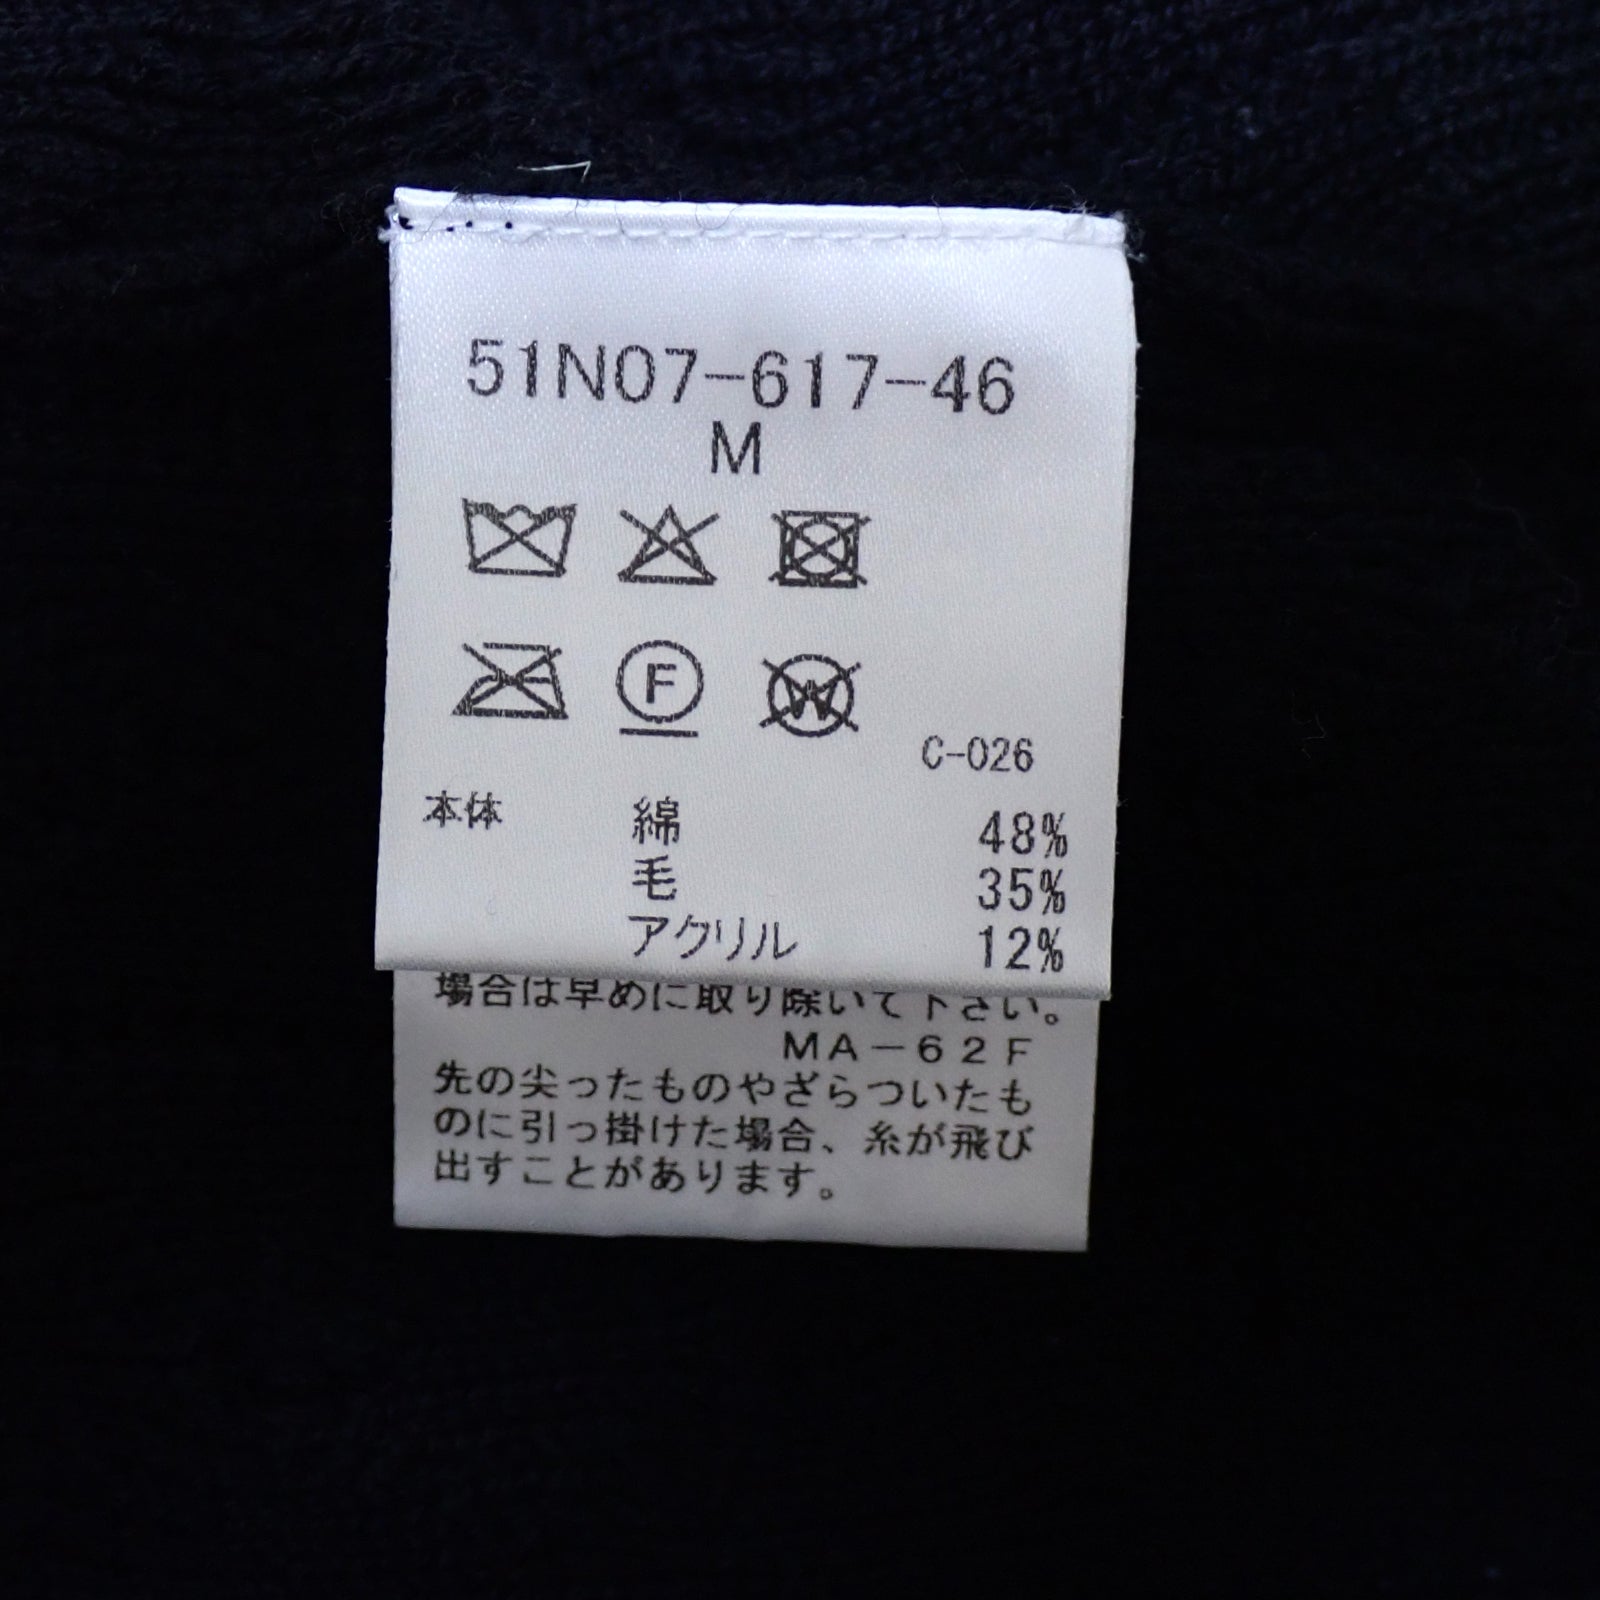 51N07-617-46
M
F
W
C-026
本体 綿 48%
毛 35%
アクリル 12%
場合は早めに取り除いて下さい。
MA-62F
先の尖ったものやざらついたも
のに引っ掛けた場合、糸が飛び
出すことがあります。